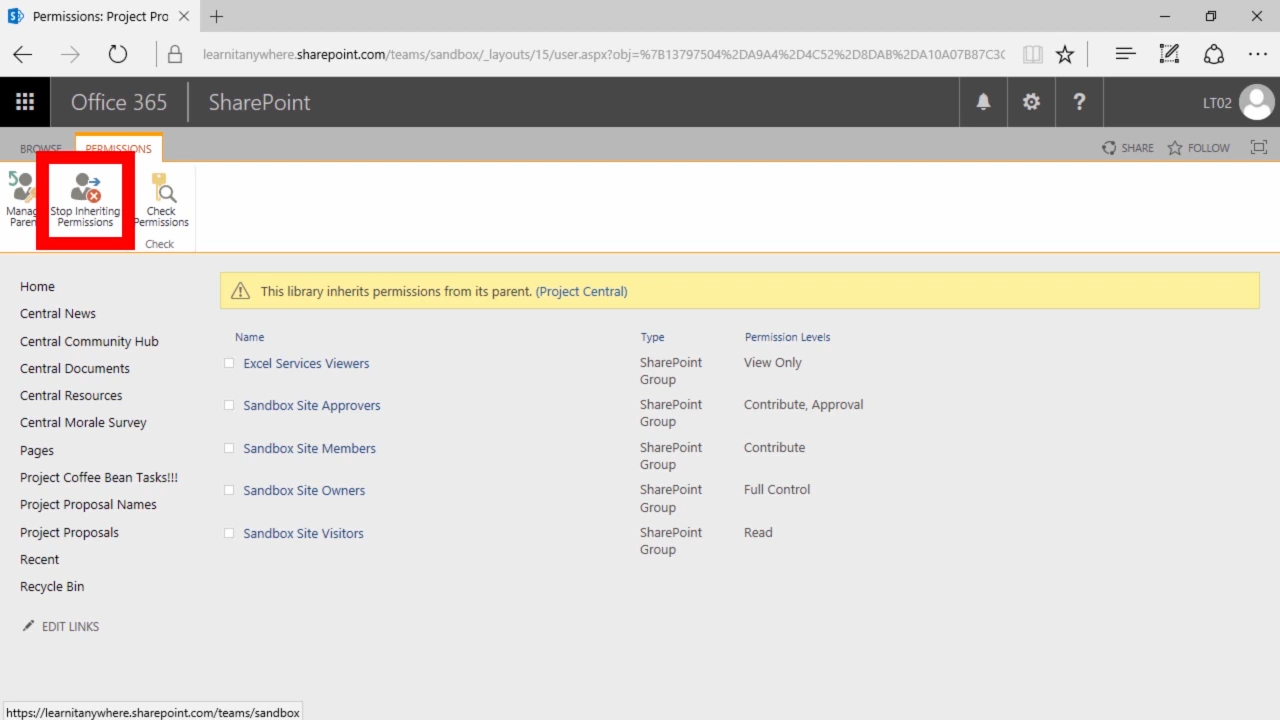 Permissions: Project Pro
learnitanywhere.sharepoint.com/teams/sandbox/_layouts/15/user.aspx?obj=%7B13797504%2DA9A4%2D4C52%2D8DAB%2DA10A07B87C3C
Office 365
SharePoint
LT02
BROWSE
PERMISSIONS
SHARE
FOLLOW
Manag
Paren
Stop Inheriting
Permissions
Check
Permissions
Check
Home
Central News
Central Community Hub
Central Documents
Central Resources
Central Morale Survey
Pages
Project Coffee Bean Tasks!!!
Project Proposal Names
Project Proposals
Recent
Recycle Bin
EDIT LINKS
This library inherits permissions from its parent. (Project Central)
Name Type Permission Levels
Excel Services Viewers SharePoint View Only
Group
Sandbox Site Approvers SharePoint Contribute, Approval
Group
Sandbox Site Members SharePoint Contribute
Group
Sandbox Site Owners SharePoint Full Control
Group
Sandbox Site Visitors SharePoint Read
Group
https://learnitanywhere.sharepoint.com/teams/sandbox